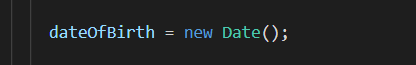 dateOfBirth = new Date();